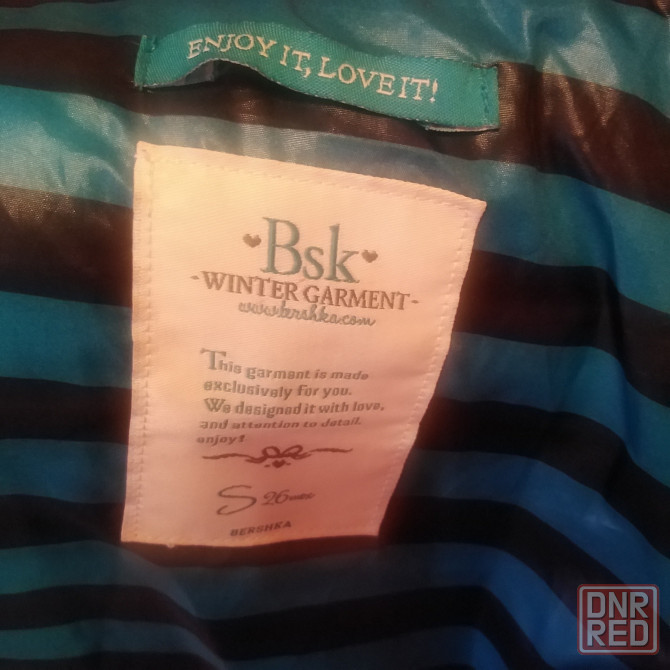 ENJOY IT, LOVE IT!
Bsk
-WINTER GARMENT-
www.bershka.com
This garment is made
exclusively for you.
We designed it with love,
and attention to detail.
enjoy!
S 26
BERSHKA
DNR
RED